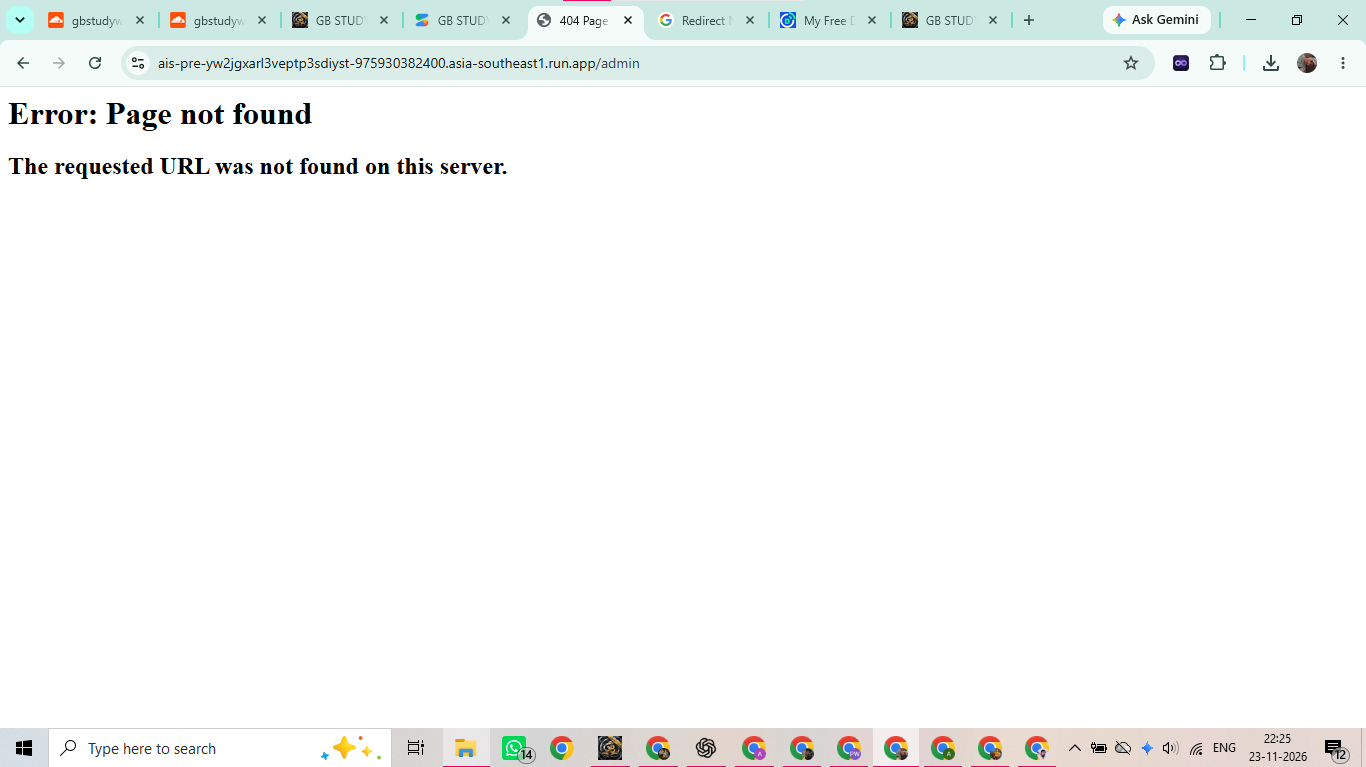 gbstudyw
gbstudyw
GB STUD
GB STUD
404 Page
Redirect
My Free
GB STUD
Ask Gemini
ais-pre-yw2jgxarl3veptp3sdiyst-975930382400.asia-southeast1.run.app/admin
Error: Page not found
The requested URL was not found on this server.
Type here to search
14
A
PW
A
ENG
22:25
23-11-2026
12